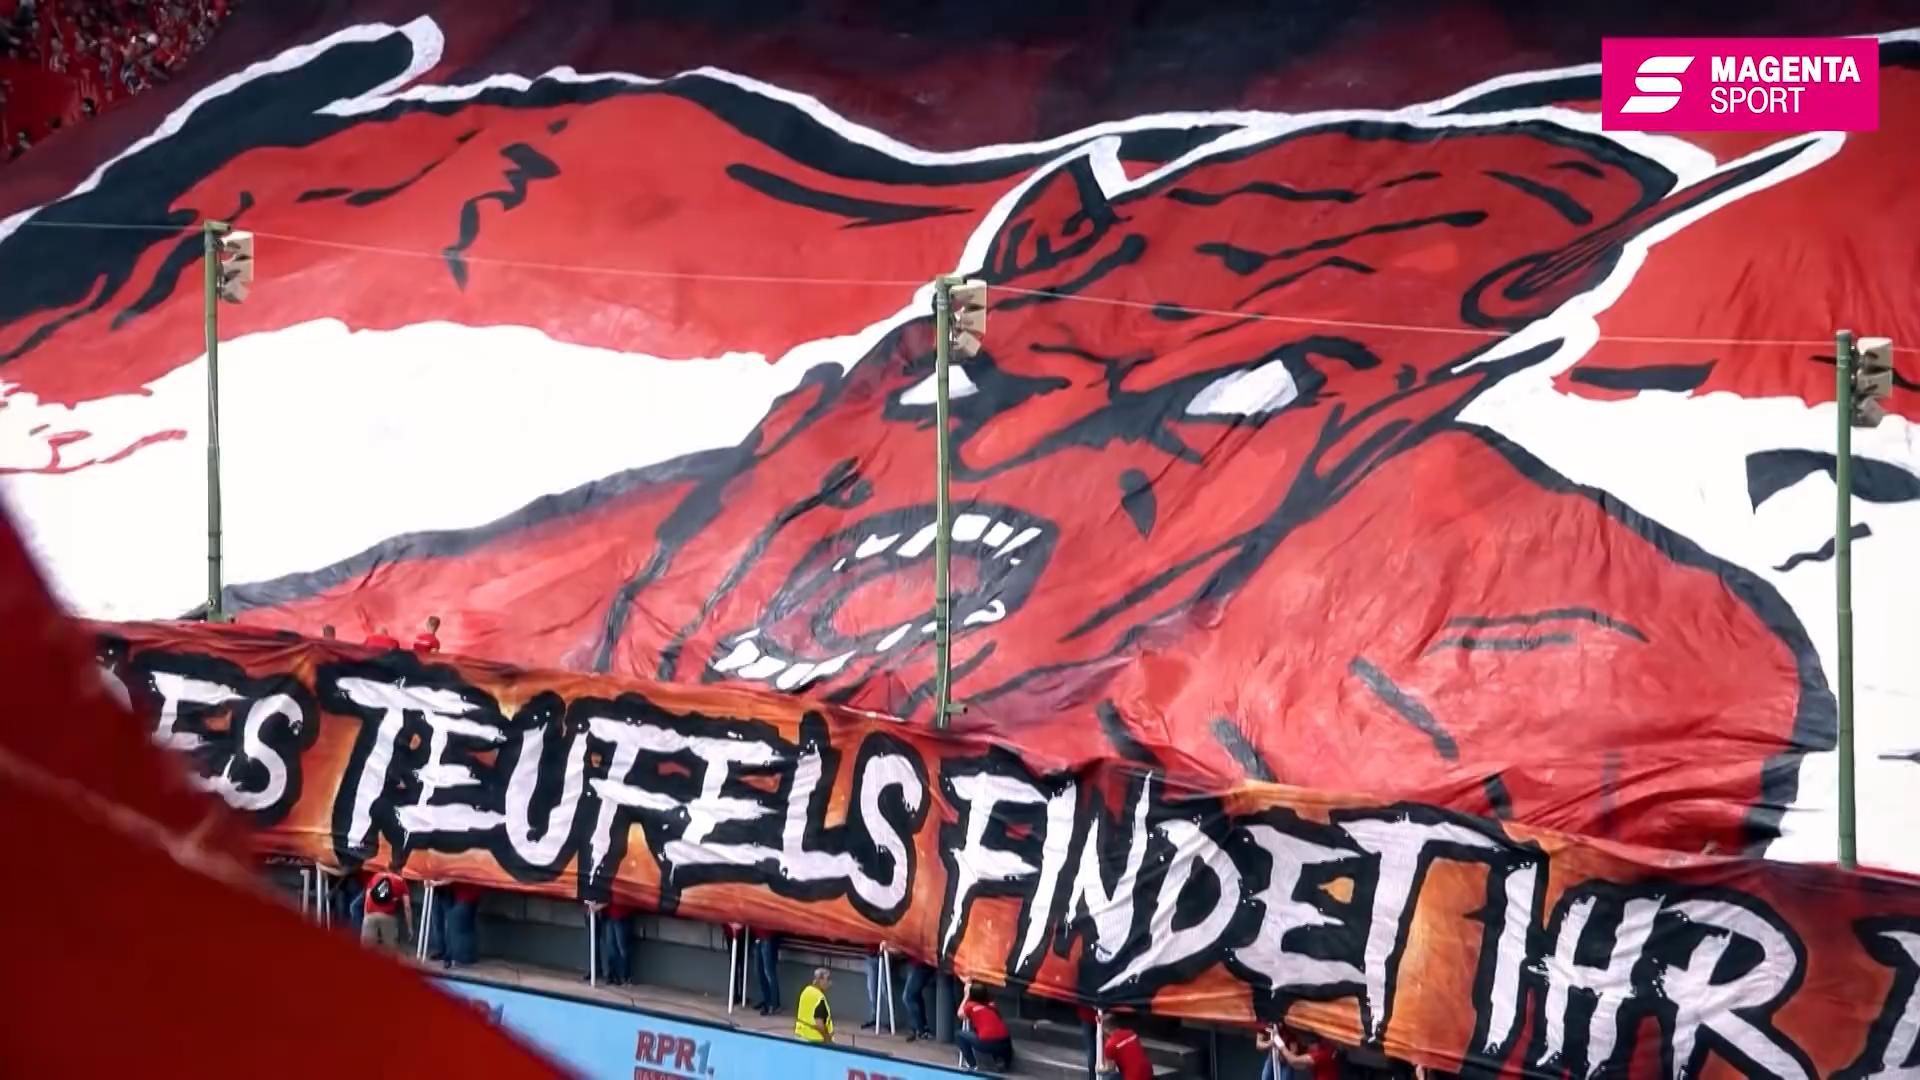 MAGENTA
SPORT
ES TEUFELS FINDET IHR
RPR1.